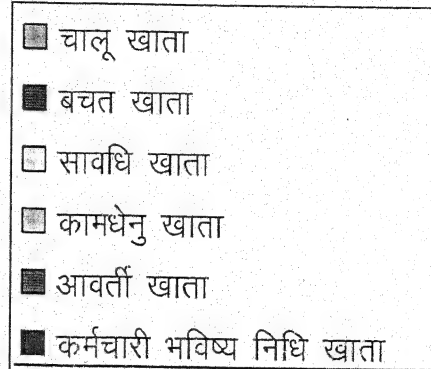 चालू खाता
बचत खाता
सावधि खाता
कामधेनु खाता
आवर्ती खाता
कर्मचारी भविष्य निधि खाता